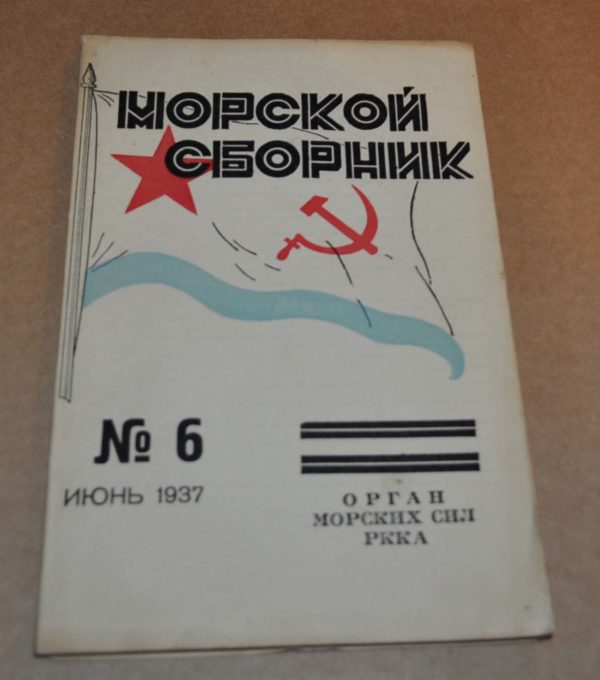 МОРСКОЙ
СБОРНИК
№ 6
ИЮНЬ 1937
ОРГАН
МОРСКИХ СИЛ
РККА